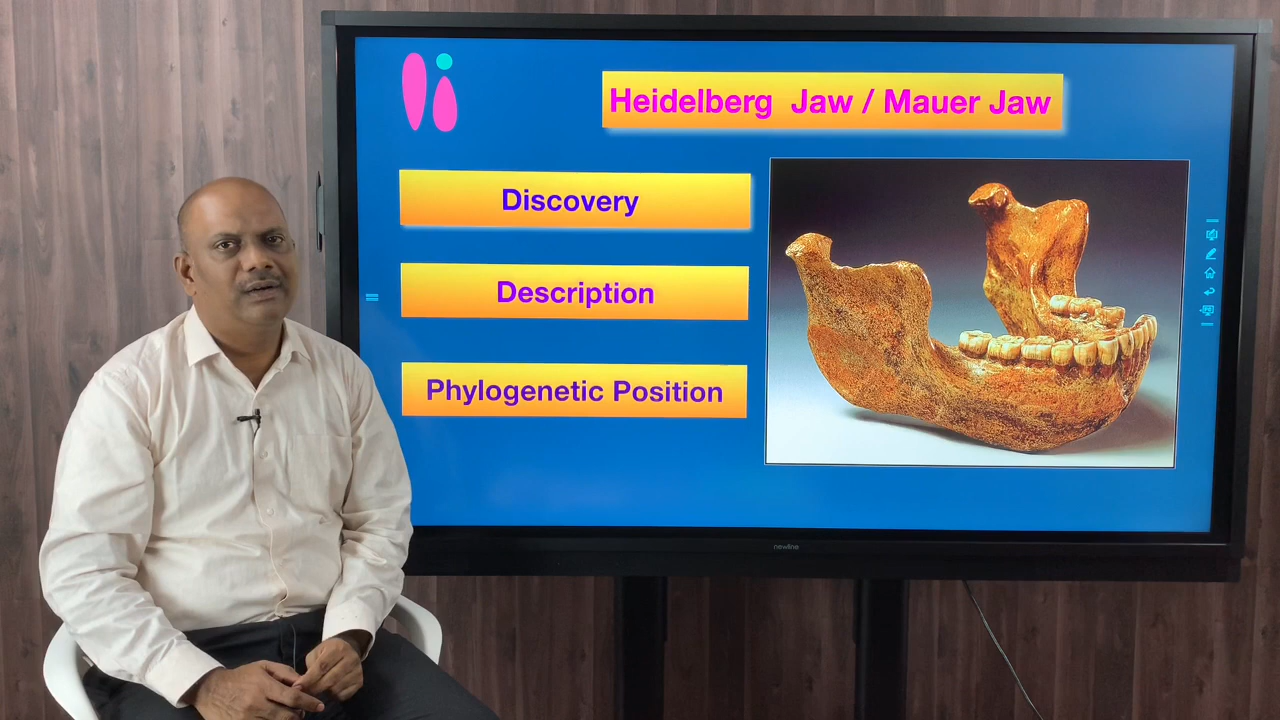 Heidelberg Jaw / Mauer Jaw
Discovery
Description
Phylogenetic Position
newline